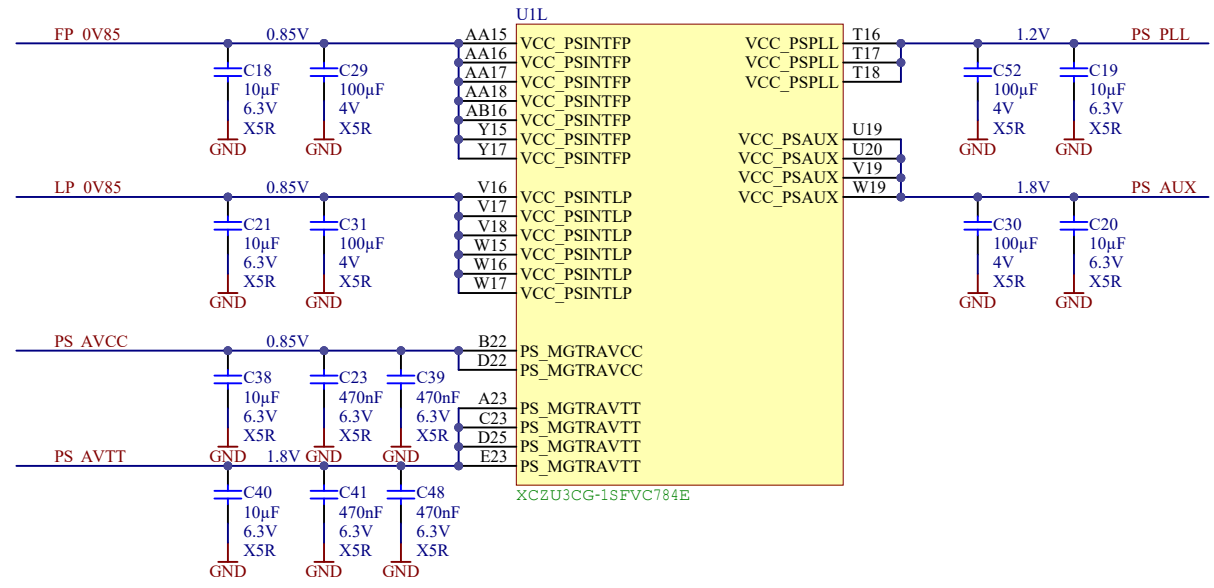 U1L
FP_0V85 0.85V AA15 VCC_PSINTFP VCC_PSPLL T16 1.2V PS_PLL
AA16 VCC_PSINTFP VCC_PSPLL T17
AA17 VCC_PSINTFP VCC_PSPLL T18
AA18 VCC_PSINTFP
AB16 VCC_PSINTFP
Y15 VCC_PSINTFP VCC_PSAUX U19
Y17 VCC_PSINTFP VCC_PSAUX U20
VCC_PSAUX V19
C18 C29 C52 C19
10µF 100µF 100µF 10µF
6.3V 4V 4V 6.3V
X5R X5R X5R X5R
GND GND GND GND
LP_0V85 0.85V V16 VCC_PSINTLP VCC_PSAUX W19 1.8V PS_AUX
V17 VCC_PSINTLP
V18 VCC_PSINTLP
W15 VCC_PSINTLP
W16 VCC_PSINTLP
W17 VCC_PSINTLP
C21 C31 C30 C20
10µF 100µF 100µF 10µF
6.3V 4V 4V 6.3V
X5R X5R X5R X5R
GND GND GND GND
PS_AVCC 0.85V B22 PS_MGTRAVCC
D22 PS_MGTRAVCC
C38 C23 C39
10µF 470nF 470nF
6.3V 6.3V 6.3V
X5R X5R X5R
GND GND GND
A23 PS_MGTRAVTT
C23 PS_MGTRAVTT
D25 PS_MGTRAVTT
PS_AVTT 1.8V E23 PS_MGTRAVTT
C40 C41 C48
10µF 470nF 470nF
6.3V 6.3V 6.3V
X5R X5R X5R
GND GND GND
XCZU3CG-1SFVC784E